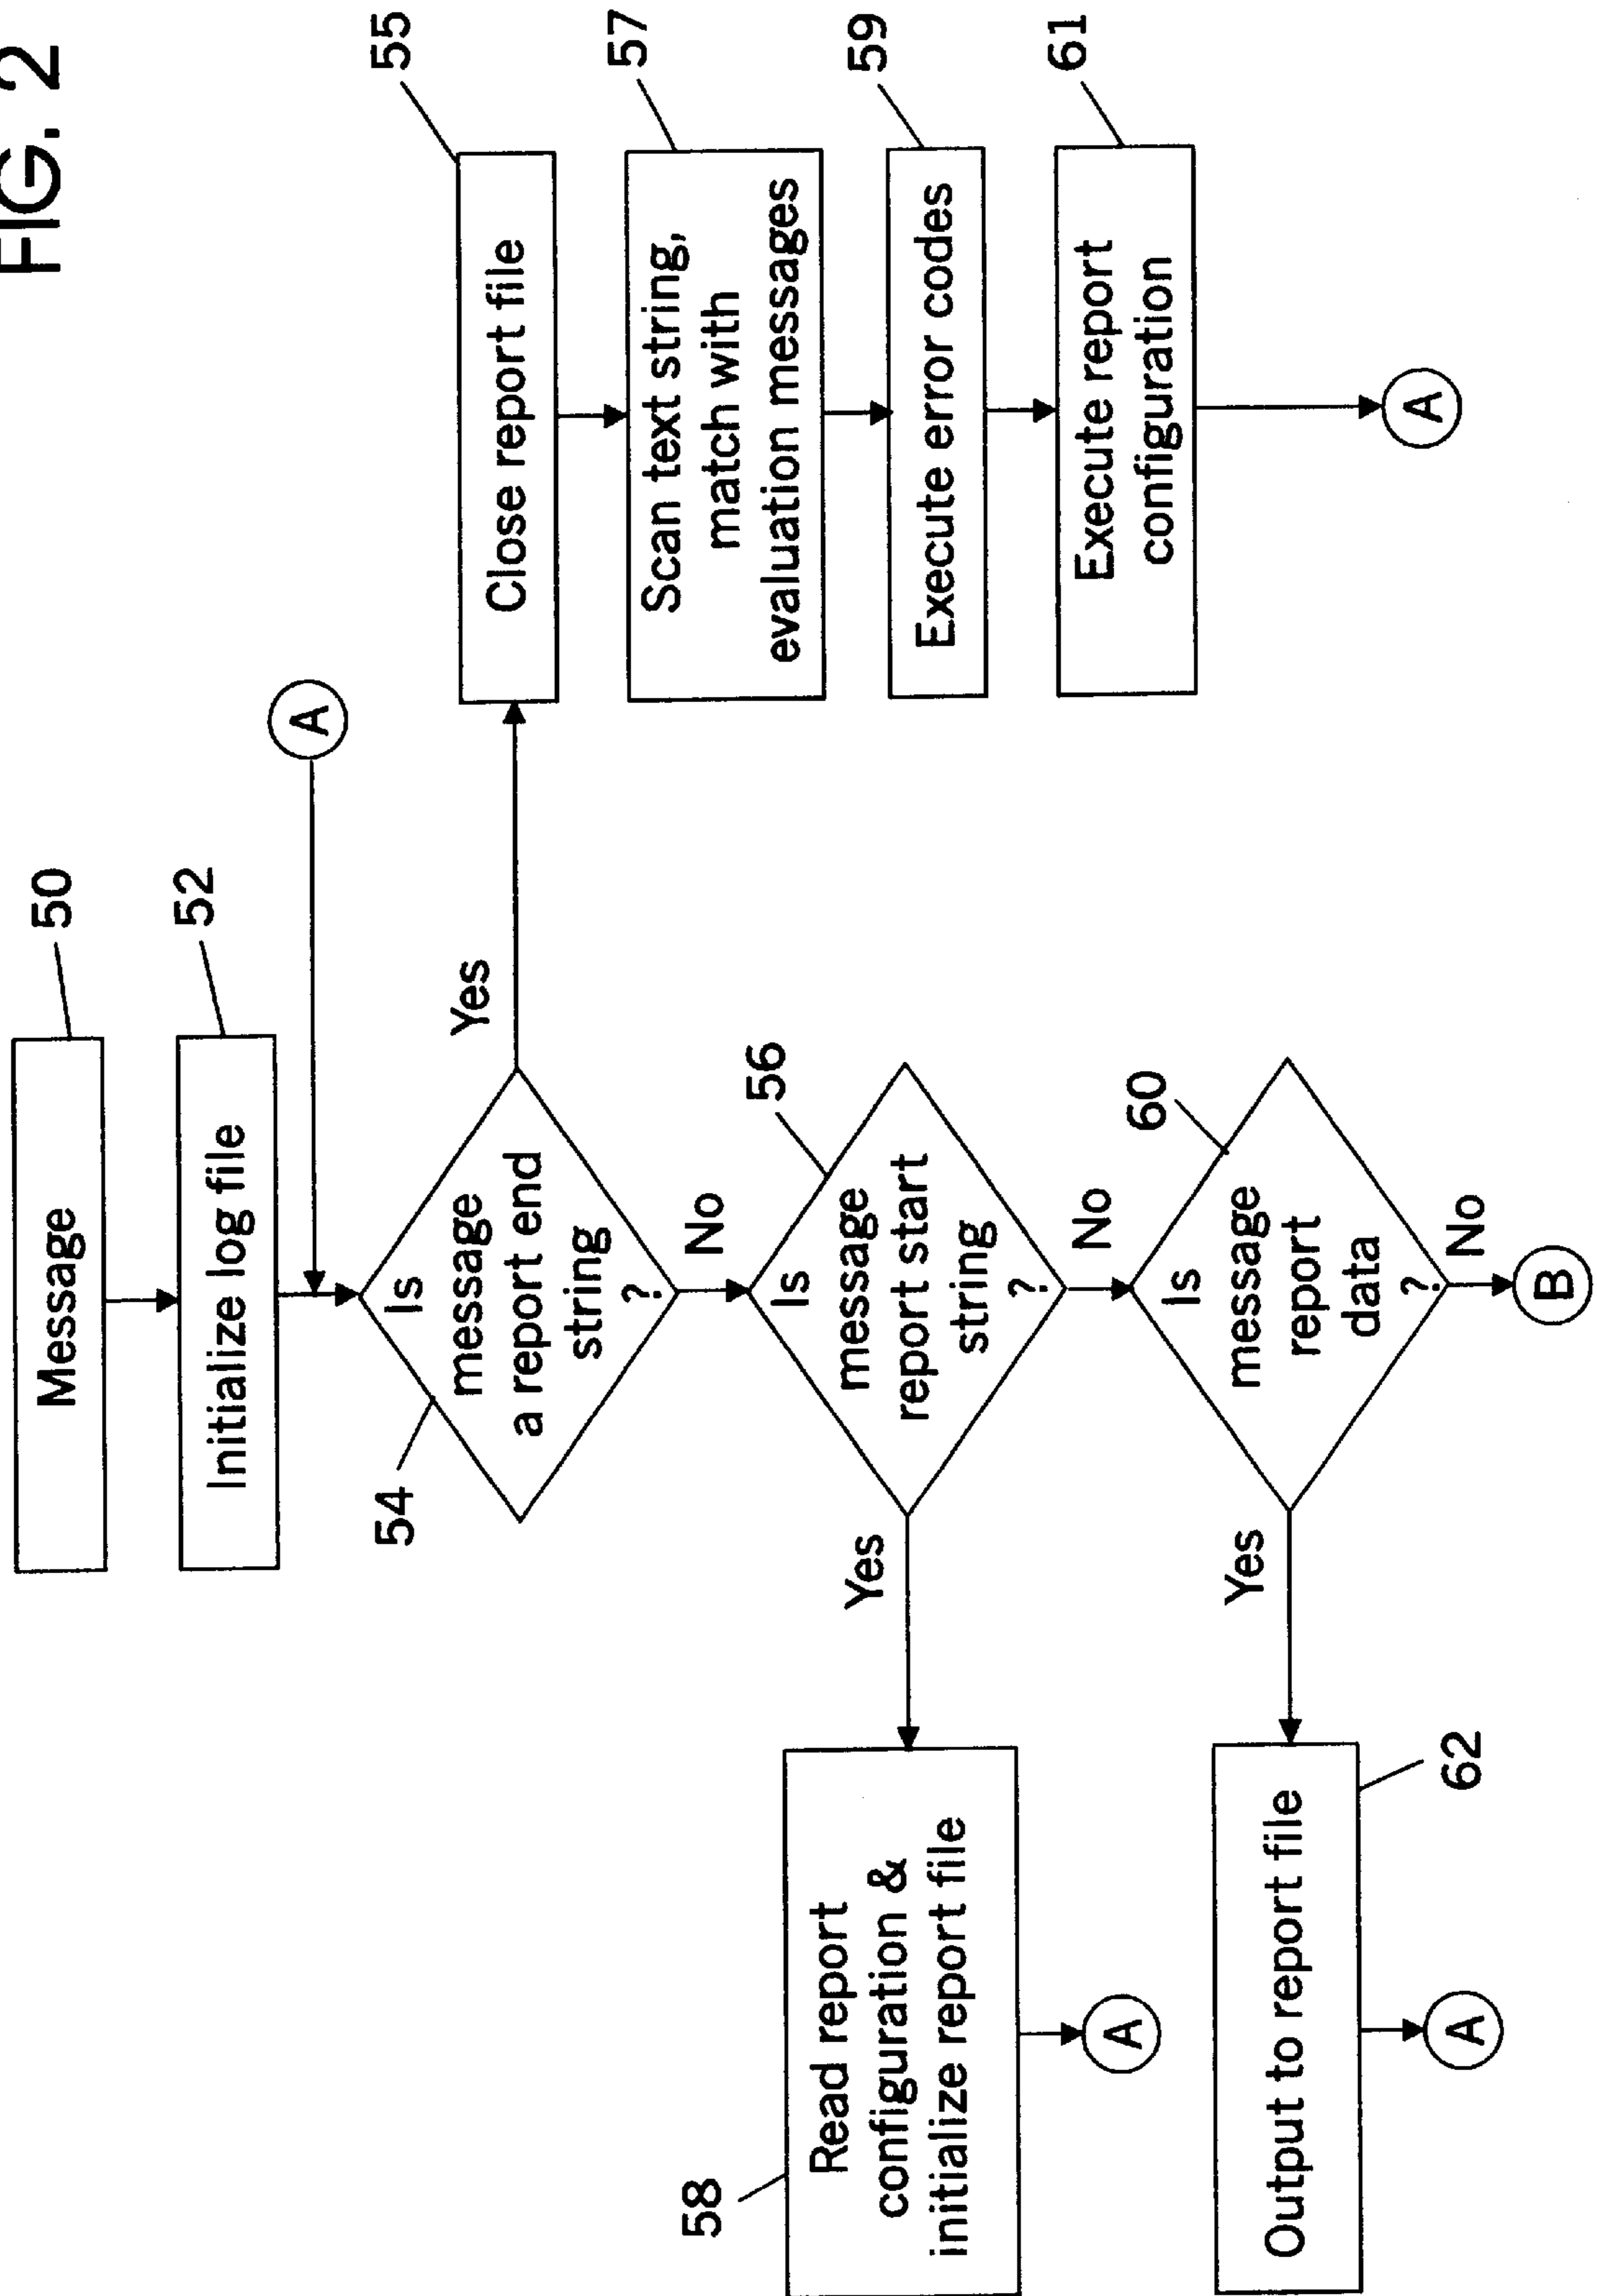 FIG. 2
Message
50
Initialize log file
52
A
54
Is
message
a report end
string
?
Yes
No
Close report file
55
Scan text string,
match with
evaluation messages
57
Execute error codes
59
Execute report
configuration
61
A
56
Is
message
report start
string
?
Yes
No
58
Read report
configuration &
initialize report file
A
60
Is
message
report
data
?
Yes
No
Output to report file
62
A
B